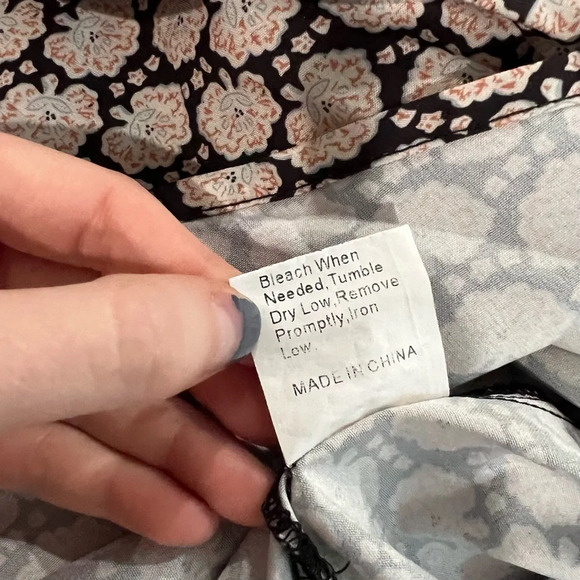 Bleach When
Needed,Tumble
Dry Low,Remove
Promptly,Iron
Low.
MADE IN CHINA